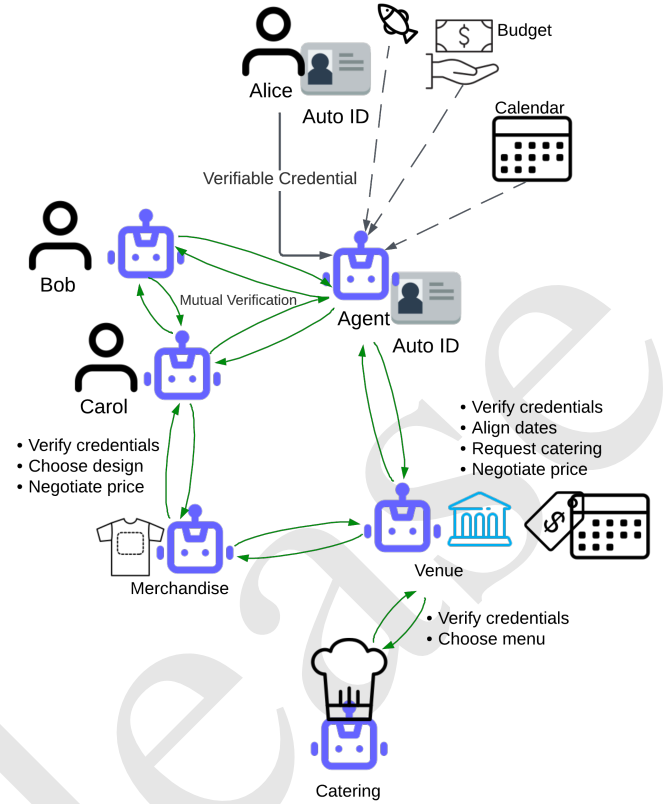 Budget
Alice
Auto ID
Calendar
Verifiable Credential
Bob
Mutual Verification
Agent
Auto ID
Carol
• Verify credentials
• Align dates
• Request catering
• Negotiate price
• Verify credentials
• Choose design
• Negotiate price
$
$
Merchandise
Venue
• Verify credentials
• Choose menu
Catering
lease